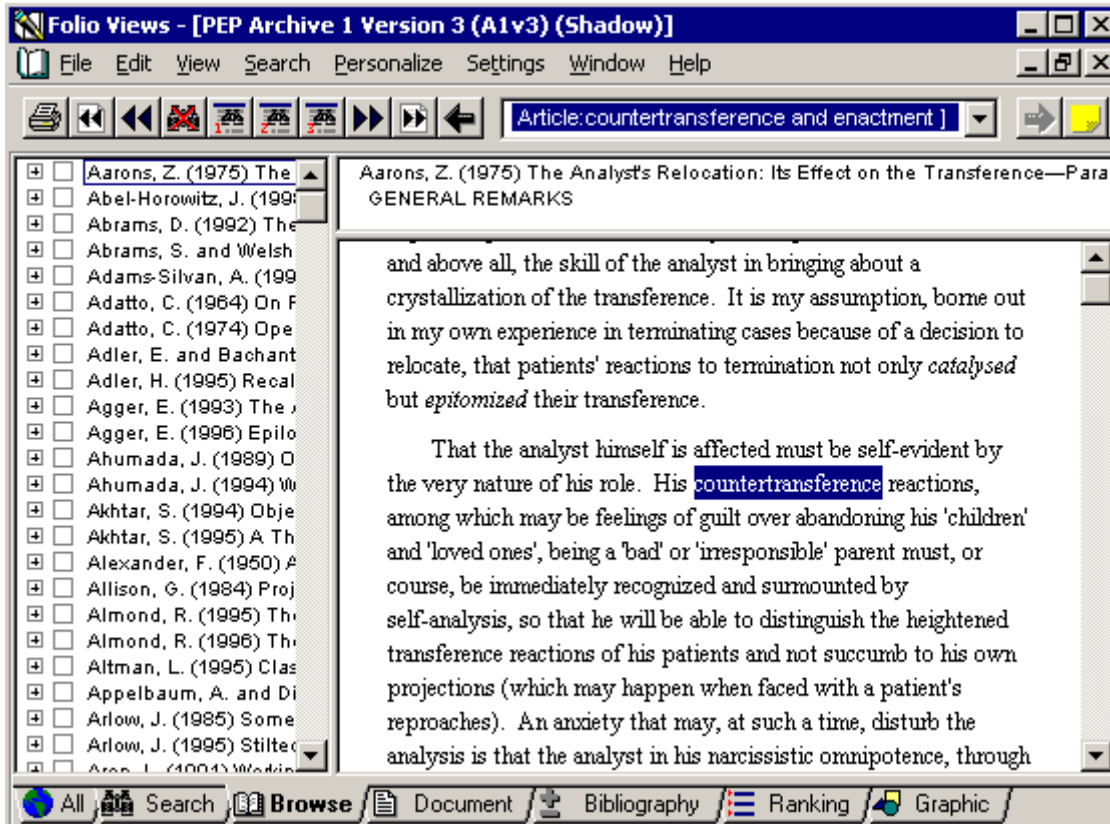 Folio Views - [PEP Archive 1 Version 3 (A1v3) (Shadow)]
File Edit View Search Personalize Settings Window Help
1 2 3
Article:countertransference and enactment ]
Aarons, Z. (1975) The
Abel-Horowitz, J. (199
Abrams, D. (1992) The
Abrams, S. and Welsh
Adams-Silvan, A. (199
Adatto, C. (1964) On
Adatto, C. (1974) Ope
Adler, E. and Bachant
Adler, H. (1995) Recal
Agger, E. (1993) The
Agger, E. (1996) Epilo
Ahumada, J. (1989) O
Ahumada, J. (1994) W
Akhtar, S. (1994) Obje
Akhtar, S. (1995) A Th
Alexander, F. (1950) A
Allison, G. (1984) Proj
Almond, R. (1995) The
Almond, R. (1996) The
Altman, L. (1995) Clas
Appelbaum, A. and Di
Arlow, J. (1985) Some
Arlow, J. (1995) Stilted
Aarons, Z. (1975) The Analyst's Relocation: Its Effect on the Transference—Para
GENERAL REMARKS
and above all, the skill of the analyst in bringing about a
crystallization of the transference. It is my assumption, borne out
in my own experience in terminating cases because of a decision to
relocate, that patients' reactions to termination not only catalysed
but epitomized their transference.
That the analyst himself is affected must be self-evident by
the very nature of his role. His countertransference reactions,
among which may be feelings of guilt over abandoning his 'children'
and 'loved ones', being a 'bad' or 'irresponsible' parent must, or
course, be immediately recognized and surmounted by
self-analysis, so that he will be able to distinguish the heightened
transference reactions of his patients and not succumb to his own
projections (which may happen when faced with a patient's
reproaches). An anxiety that may, at such a time, disturb the
analysis is that the analyst in his narcissistic omnipotence, through
All Search Browse Document Bibliography Ranking Graphic